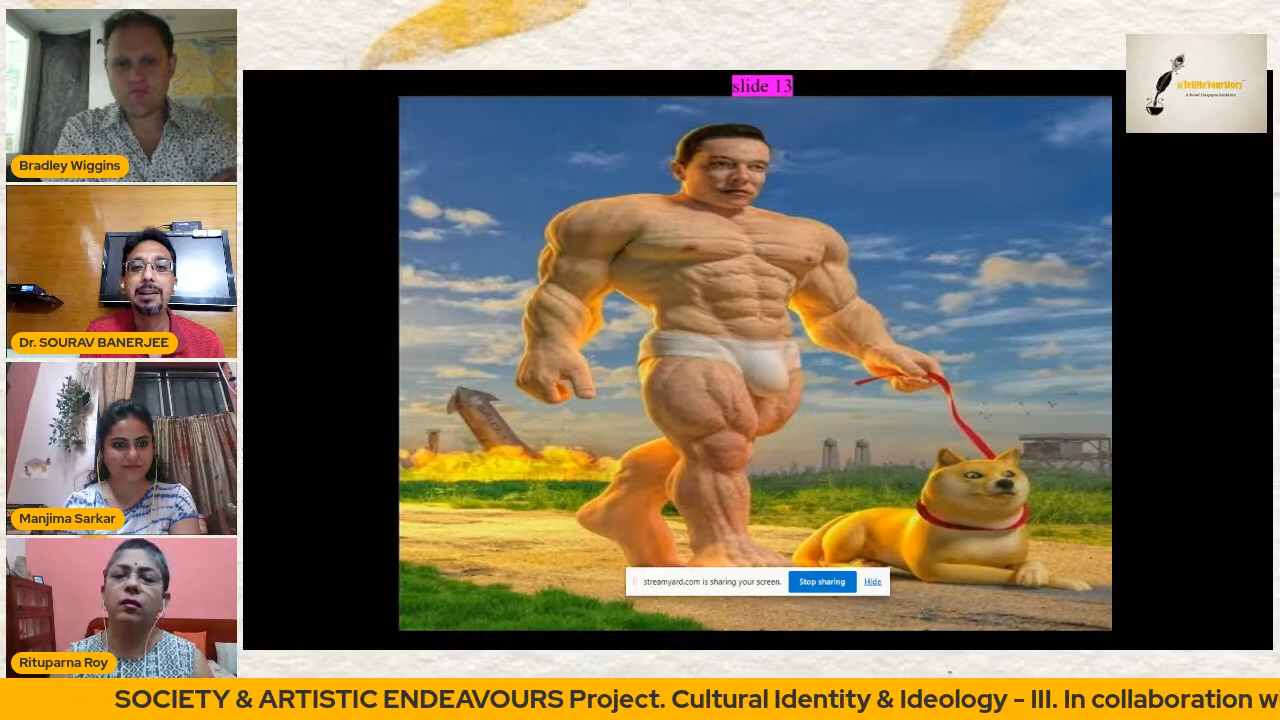 slide 13
#TellMeYourStory
Bradley Wiggins
Dr. SOURAV BANERJEE
Manjima Sarkar
streamyard.com is sharing your screen.
Stop sharing
Hide
Rituparna Roy
SOCIETY & ARTISTIC ENDEAVOURS Project. Cultural Identity & Ideology - III. In collaboration w